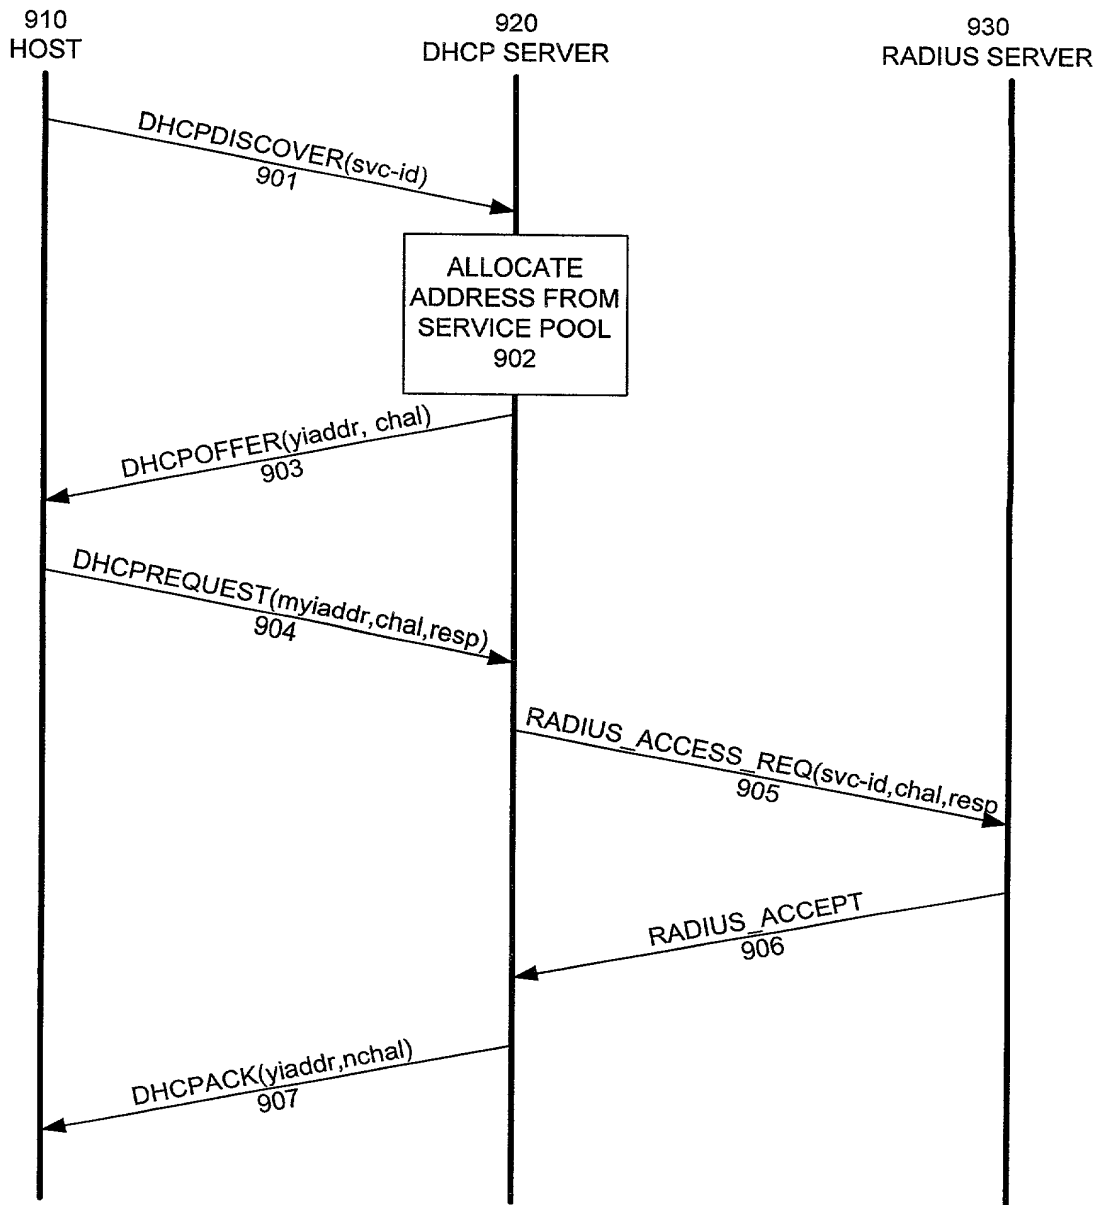 910
HOST
920
DHCP SERVER
930
RADIUS SERVER
DHCPDISCOVER(svc-id)
901
ALLOCATE
ADDRESS FROM
SERVICE POOL
902
DHCPOFFER(yiaddr, chal)
903
DHCPREQUEST(myiaddr,chal,resp)
904
RADIUS_ACCESS_REQ(svc-id,chal,resp
905
RADIUS_ACCEPT
906
DHCPACK(yiaddr,nchal)
907